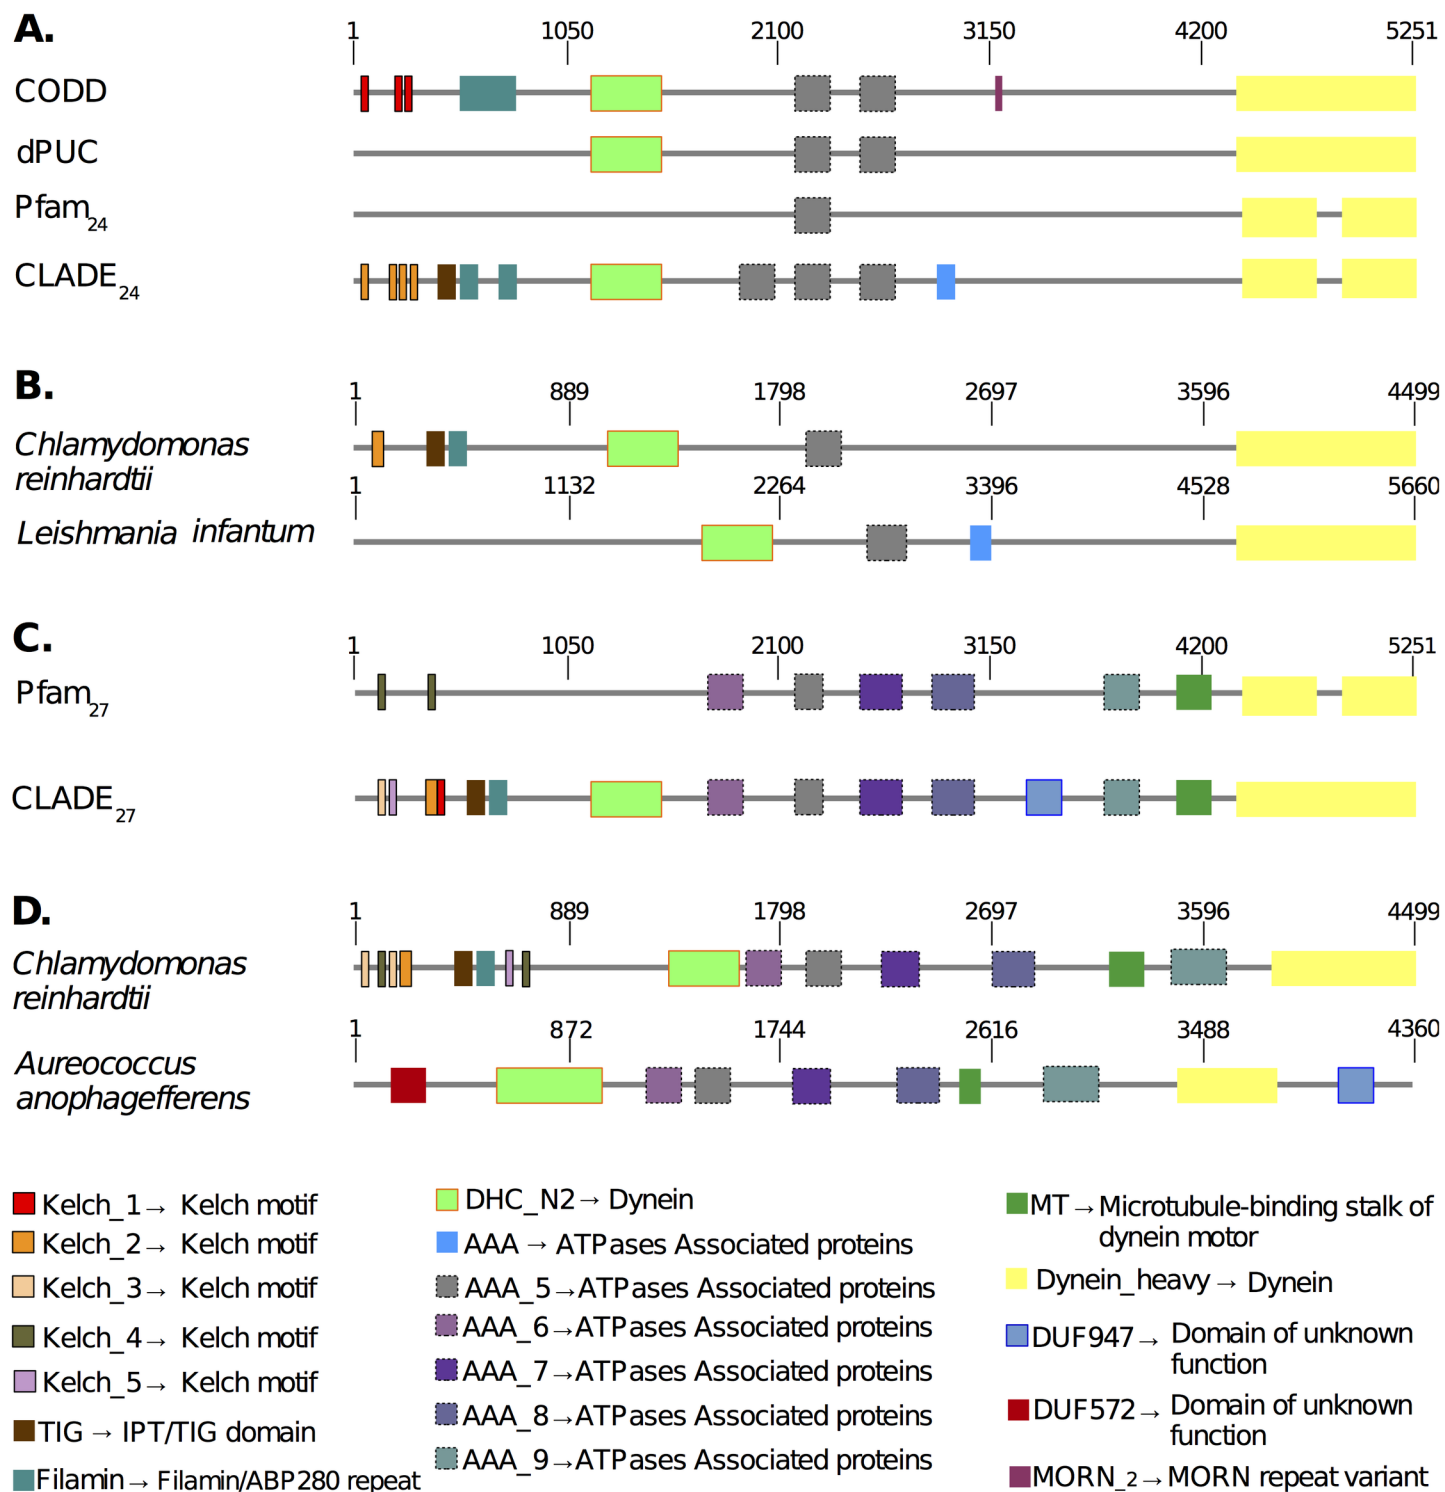 A.
1 1050 2100 3150 4200 5251
CODD
dPUC
Pfam24
CLADE24
B.
1 889 1798 2697 3596 4499
Chlamydomonas
reinhardtii
1 1132 2264 3396 4528 5660
Leishmania infantum
C.
1 1050 2100 3150 4200 5251
Pfam27
CLADE27
D.
1 889 1798 2697 3596 4499
Chlamydomonas
reinhardtii
1 872 1744 2616 3488 4360
Aureococcus
anophagefferens
Kelch_1→ Kelch motif
Kelch_2→ Kelch motif
Kelch_3→ Kelch motif
Kelch_4→ Kelch motif
Kelch_5→ Kelch motif
TIG → IPT/TIG domain
Filamin→ Filamin/ABP280 repeat
DHC_N2→ Dynein
AAA → ATPases Associated proteins
AAA_5→ATPases Associated proteins
AAA_6→ATPases Associated proteins
AAA_7→ATPases Associated proteins
AAA_8→ATPases Associated proteins
AAA_9→ATPases Associated proteins
MT→Microtubule-binding stalk of
dynein motor
Dynein_heavy→ Dynein
DUF947→ Domain of unknown
function
DUF572→ Domain of unknown
function
MORN_2→MORN repeat variant